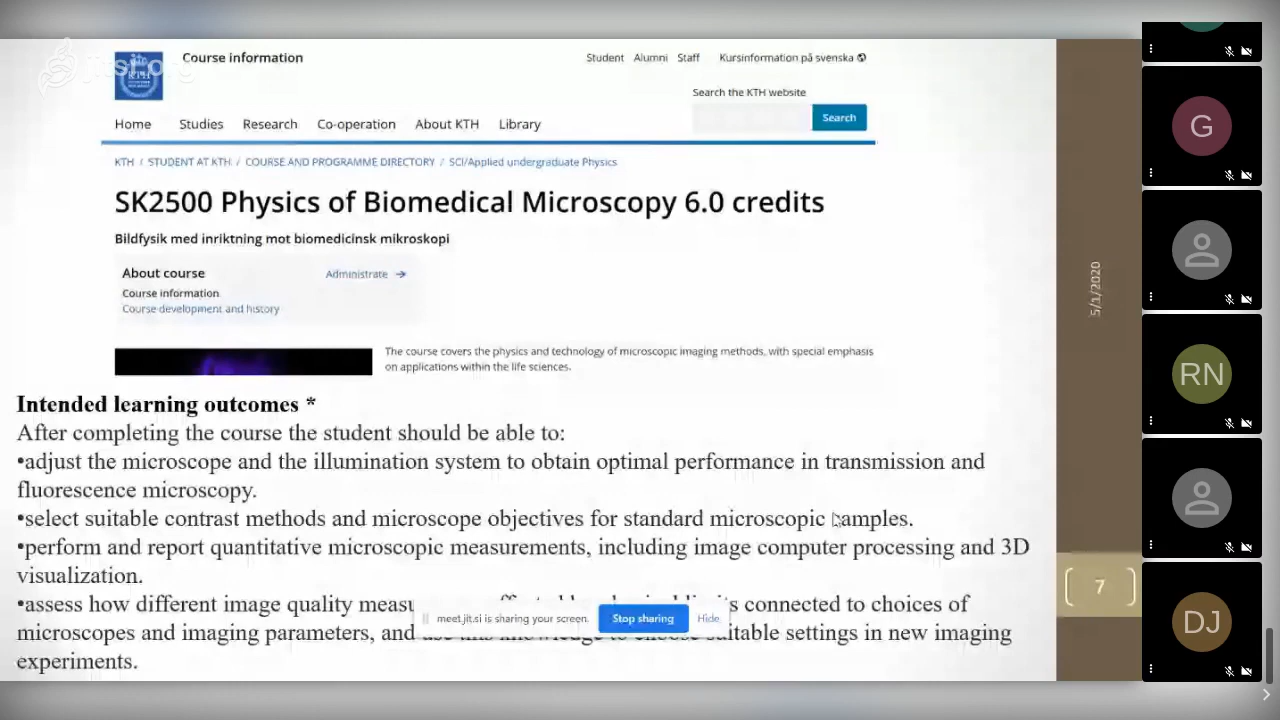 Course information
Student Alumni Staff Kursinformation på svenska
Search the KTH website
Search
Home Studies Research Co-operation About KTH Library
KTH / STUDENT AT KTH / COURSE AND PROGRAMME DIRECTORY / SCI/Applied undergraduate Physics
SK2500 Physics of Biomedical Microscopy 6.0 credits
Bildfysik med inriktning mot biomedicinsk mikroskopi
About course
Administrate →
Course information
Course development and history
The course covers the physics and technology of microscopic imaging methods, with special emphasis
on applications within the life sciences.
Intended learning outcomes *
After completing the course the student should be able to:
•adjust the microscope and the illumination system to obtain optimal performance in transmission and
fluorescence microscopy.
•select suitable contrast methods and microscope objectives for standard microscopic samples.
•perform and report quantitative microscopic measurements, including image computer processing and 3D
visualization.
•assess how different image quality connected to choices of
microscopes and imaging parameters, and suitable settings in new imaging
experiments.
meet.jit.si is sharing your screen.
Stop sharing
Hide
5/1/2020
7
G
RN
DJ
KTH